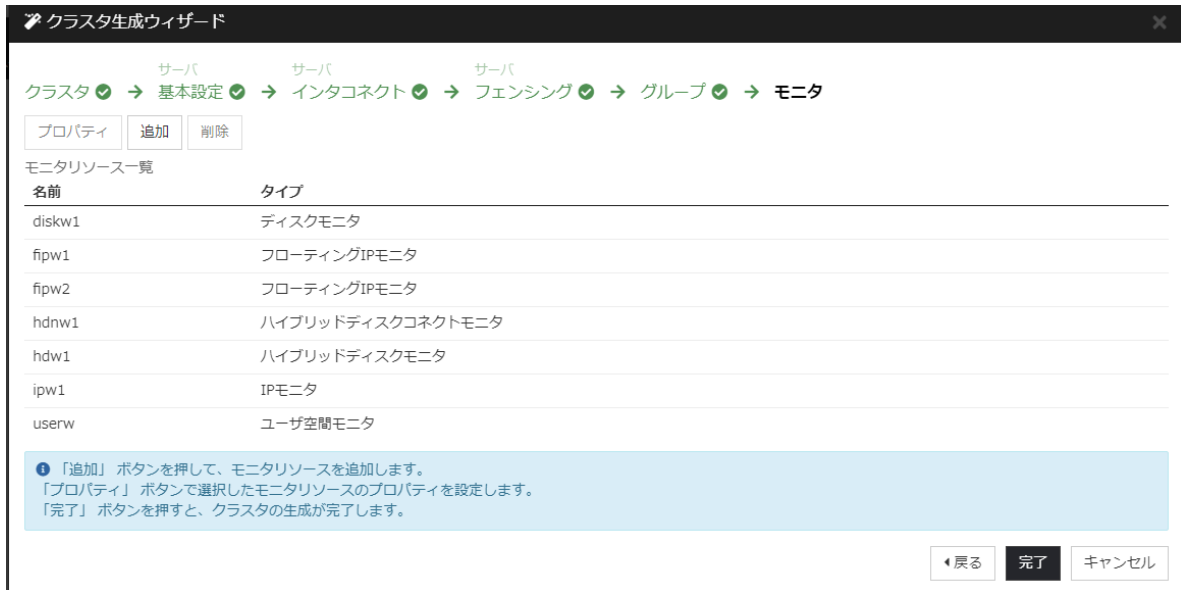 クラスタ生成ウィザード
サーバ サーバ サーバ
クラスタ → 基本設定 → インタコネクト → フェンシング → グループ → モニタ
プロパティ 追加 削除
モニタリソース一覧
名前 タイプ
diskw1 ディスクモニタ
fipw1 フローティングIPモニタ
fipw2 フローティングIPモニタ
hdnw1 ハイブリッドディスクコネクトモニタ
hdw1 ハイブリッドディスクモニタ
ipw1 IPモニタ
userw ユーザ空間モニタ
「追加」 ボタンを押して、モニタリソースを追加します。
「プロパティ」 ボタンで選択したモニタリソースのプロパティを設定します。
「完了」 ボタンを押すと、クラスタの生成が完了します。
戻る 完了 キャンセル